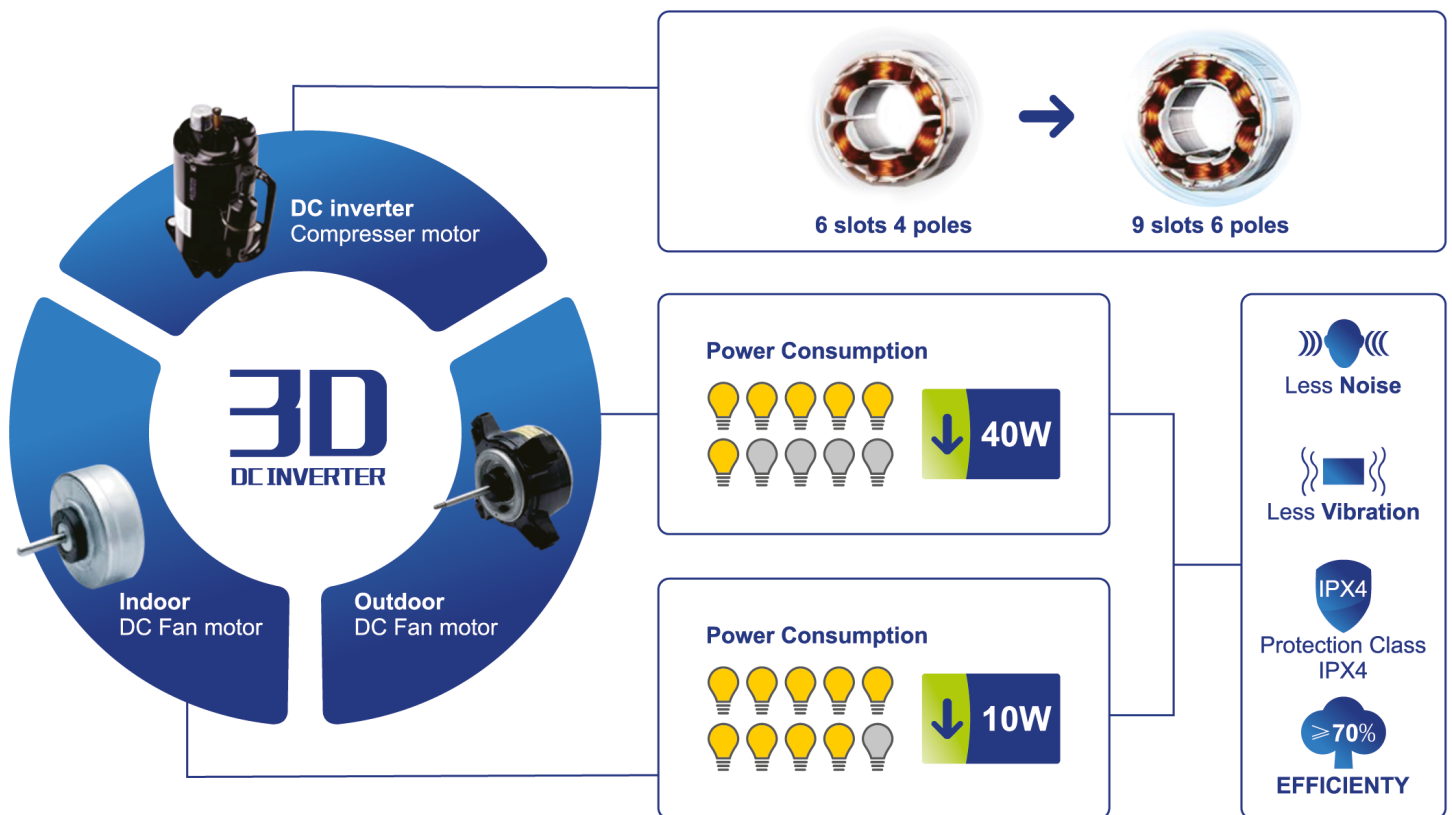 6 slots 4 poles
9 slots 6 poles
DC inverter
Compresser motor
3D
DC INVERTER
Indoor
DC Fan motor
Outdoor
DC Fan motor
Power Consumption
40W
Power Consumption
10W
Less Noise
Less Vibration
IPX4
Protection Class
IPX4
≥70%
EFFICIENTY